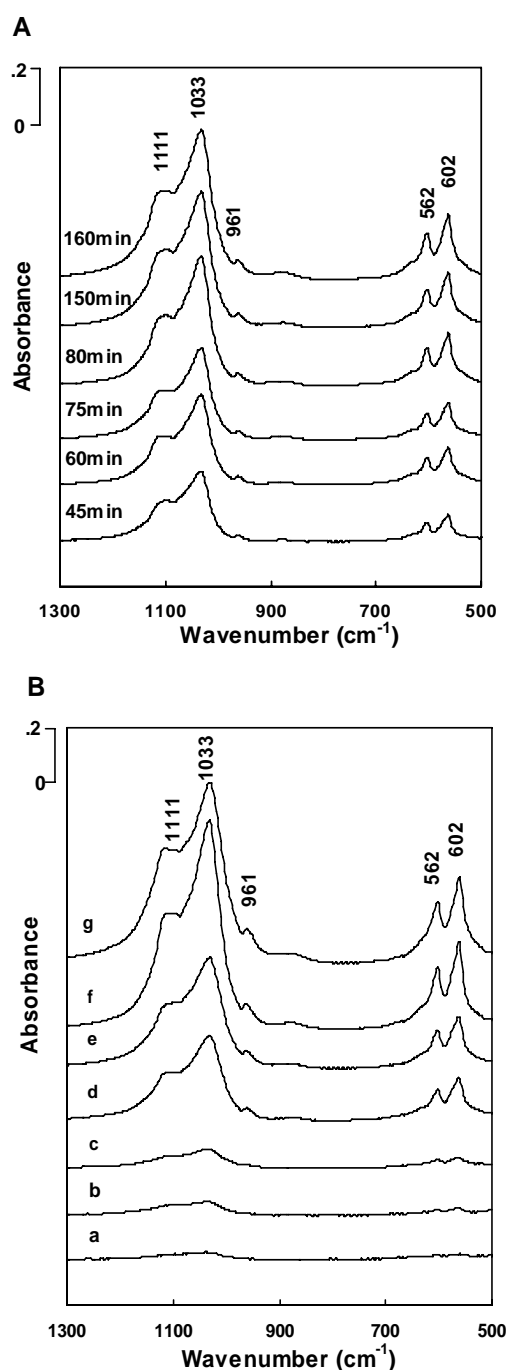 A
.2
0
Absorbance
1111
1033
961
562
602
160min
150min
80min
75min
60min
45min
1300 1100 900 700 500
Wavenumber (cm-1)
B
.2
0
Absorbance
1111
1033
961
562
602
g
f
e
d
c
b
a
1300 1100 900 700 500
Wavenumber (cm-1)